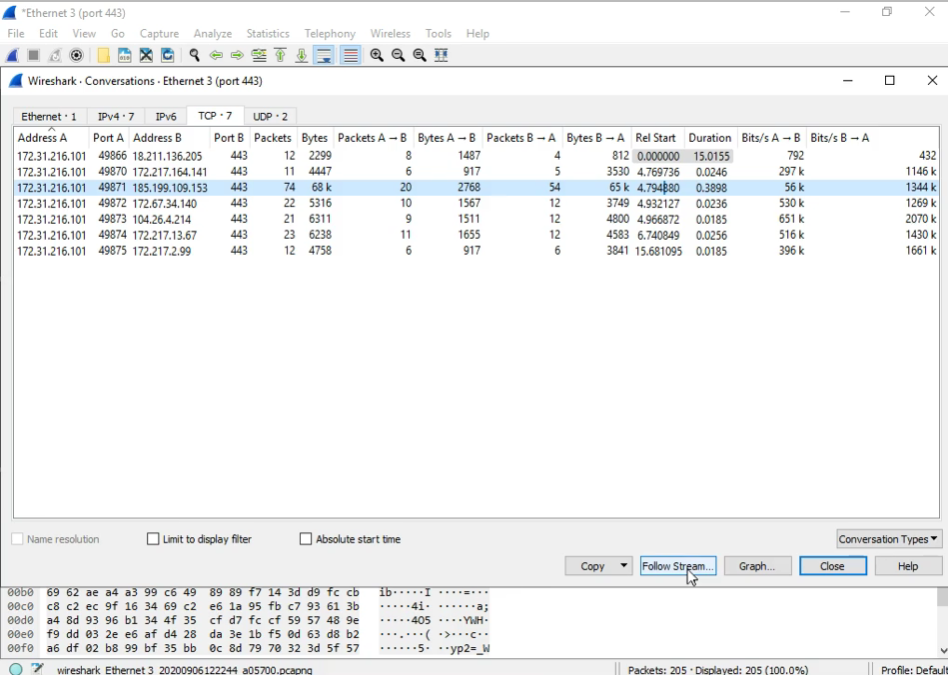 *Ethernet 3 (port 443)
File Edit View Go Capture Analyze Statistics Telephony Wireless Tools Help
Wireshark · Conversations · Ethernet 3 (port 443)
Ethernet · 1 IPv4 · 7 IPv6 TCP · 7 UDP · 2
Address A Port A Address B Port B Packets Bytes Packets A → B Bytes A → B Packets B → A Bytes B → A Rel Start Duration Bits/s A → B Bits/s B → A
172.31.216.101 49866 18.211.136.205 443 12 2299 8 1487 4 812 0.000000 15.0155 792 432
172.31.216.101 49870 172.217.164.141 443 11 4447 6 917 5 3530 4.769736 0.0246 297 k 1146 k
172.31.216.101 49871 185.199.109.153 443 74 68 k 20 2768 54 65 k 4.794880 0.3898 56 k 1344 k
172.31.216.101 49872 172.67.34.140 443 22 5316 10 1567 12 3749 4.932127 0.0236 530 k 1269 k
172.31.216.101 49873 104.26.4.214 443 21 6311 9 1511 12 4800 4.966872 0.0185 651 k 2070 k
172.31.216.101 49874 172.217.13.67 443 23 6238 11 1655 12 4583 6.740849 0.0256 516 k 1430 k
172.31.216.101 49875 172.217.2.99 443 12 4758 6 917 6 3841 15.681095 0.0185 396 k 1661 k
Name resolution Limit to display filter Absolute start time Conversation Types
Copy Follow Stream... Graph... Close Help
00b0 69 62 ae a4 a3 99 c6 49 89 89 f7 14 3d d9 fc cb ib·····I ····=···
00c0 c8 c2 ec 9f 16 34 69 c2 e6 1a 95 fb c7 93 61 3b ·····4i· ······a;
00d0 a4 8d 93 96 b1 34 4f 35 cf d7 fc cf 59 57 48 9e ·····4O5 ····YWH·
00e0 f9 dd 03 2e e6 af d4 28 da 3e 1b f5 0d 63 d8 b2 ···.···( ·>···c··
00f0 a6 df 02 b8 99 bf 35 bb 0c 8d 79 70 32 3d 5f 57 ······5· ··yp2=_W
wireshark_Ethernet 3_20200906122244_a05700.pcapng Packets: 205 · Displayed: 205 (100.0%) Profile: Default